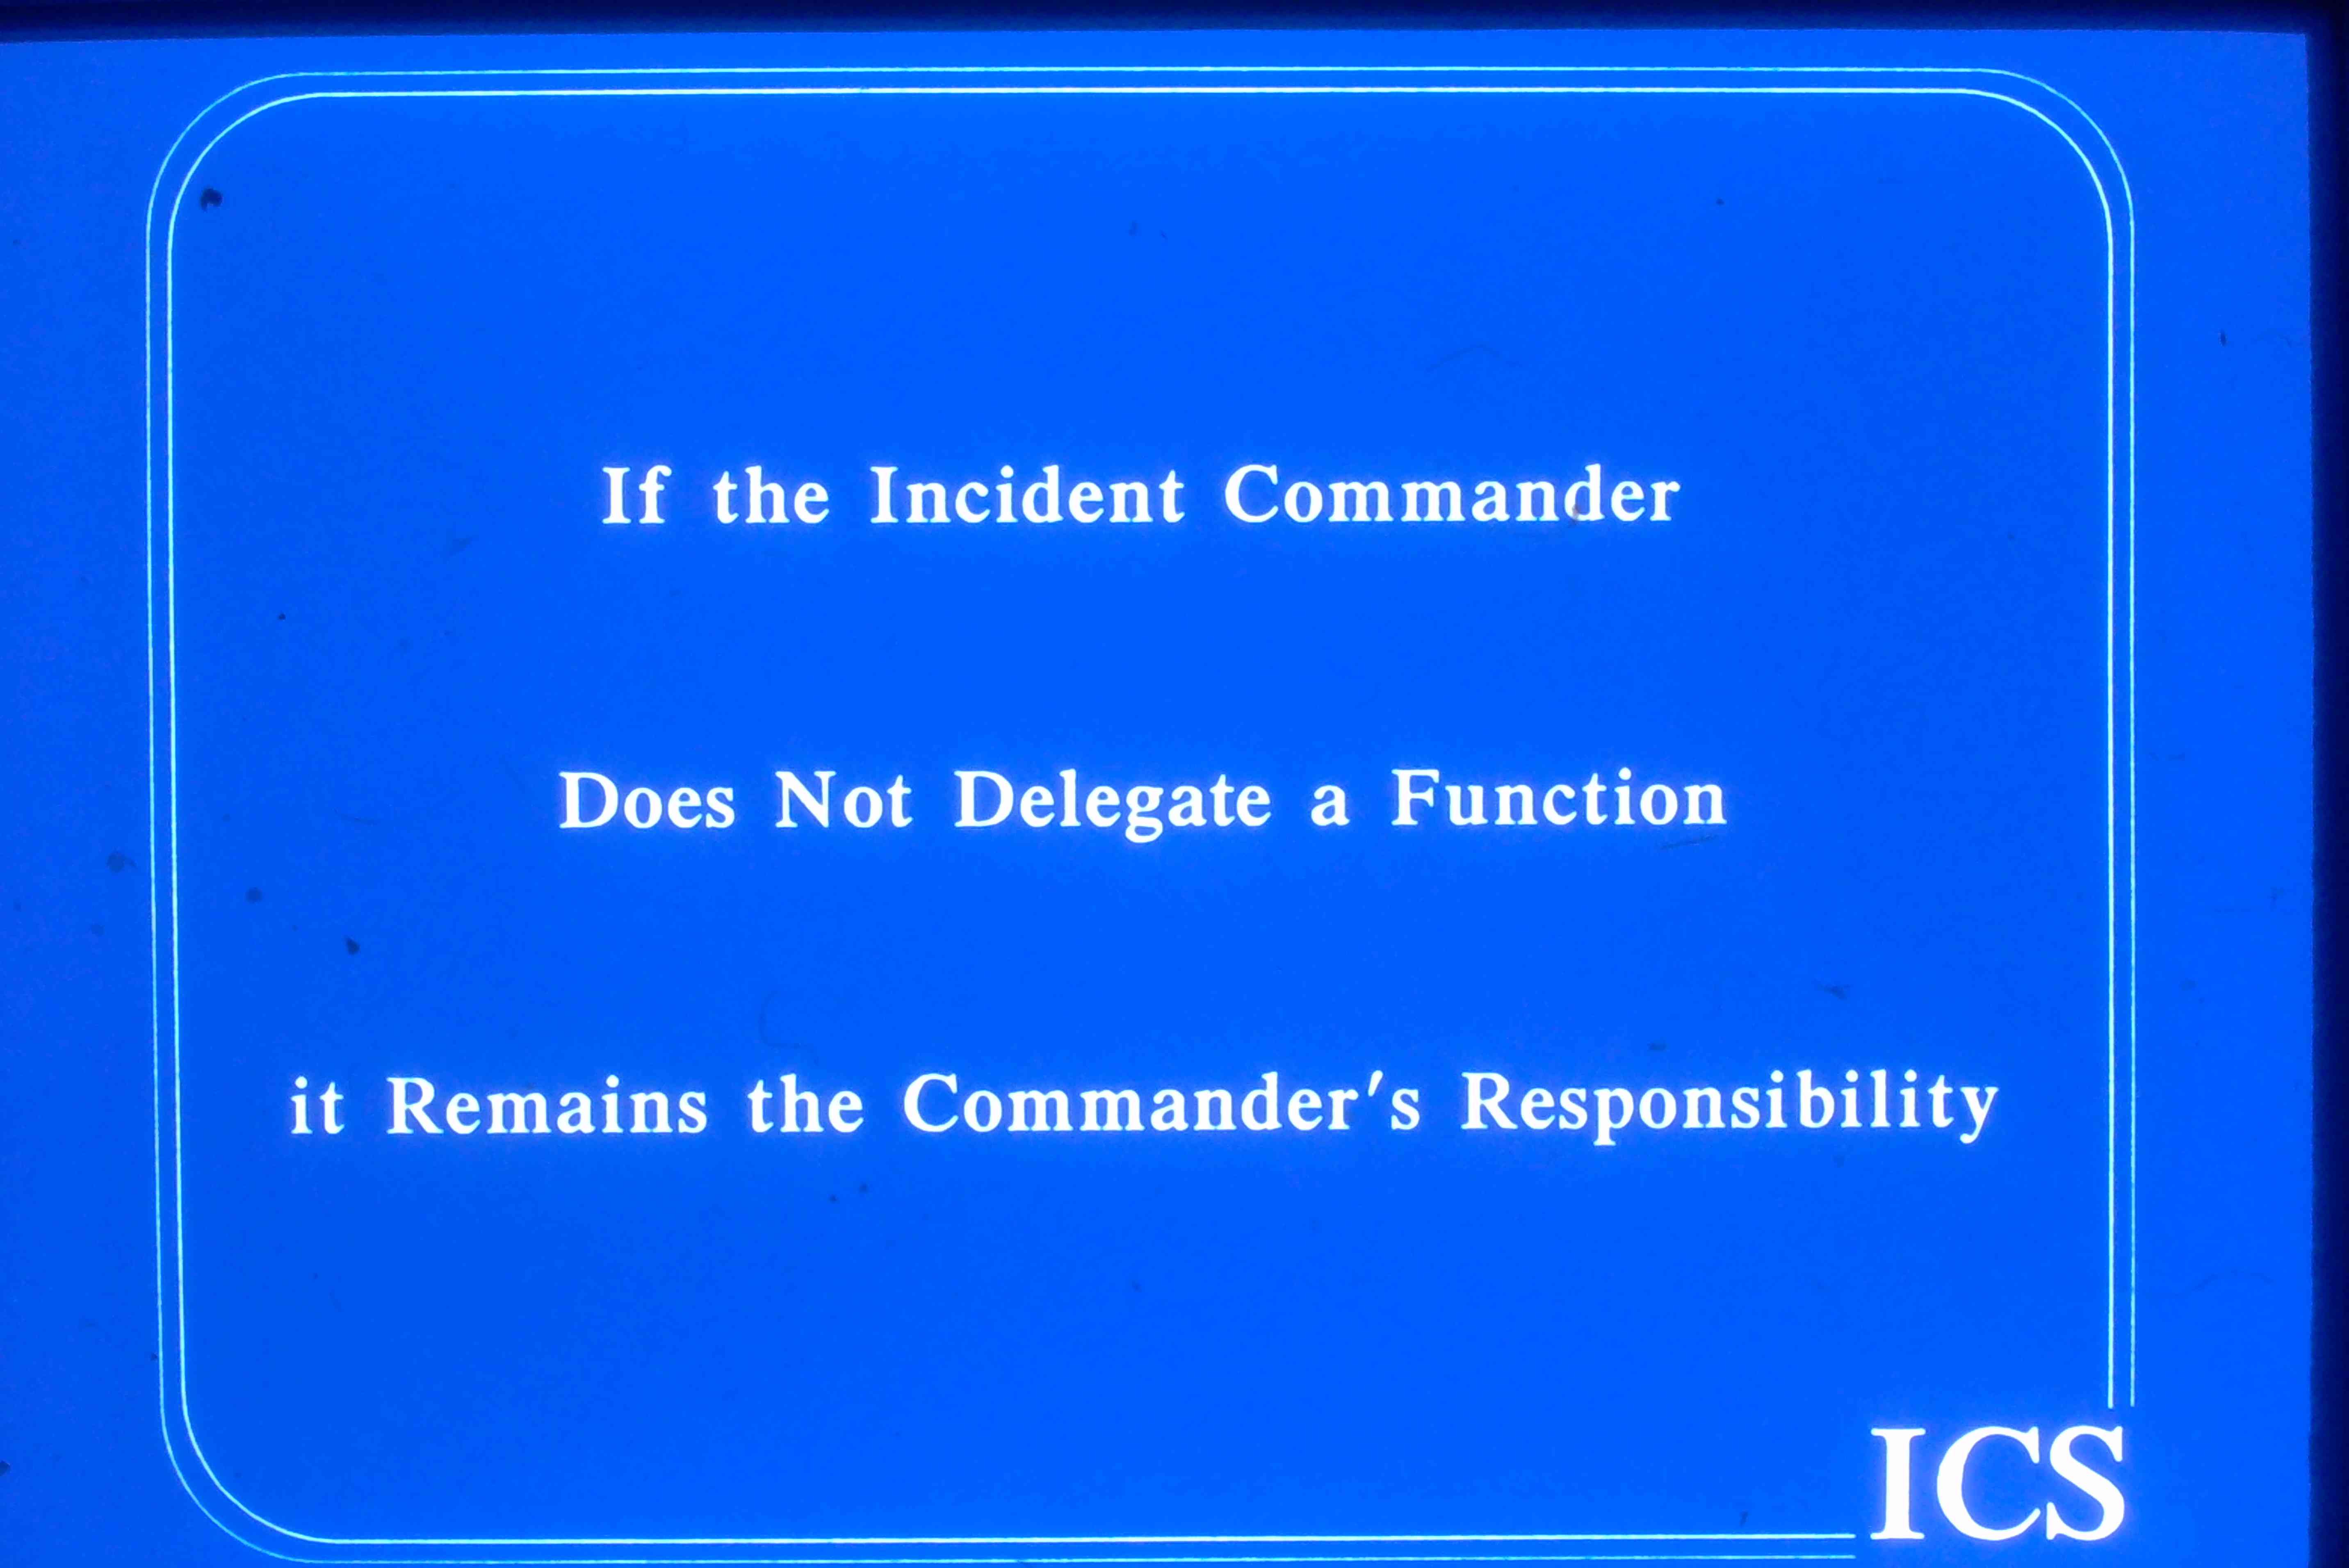 If the Incident Commander
Does Not Delegate a Function
it Remains the Commander's Responsibility
ICS